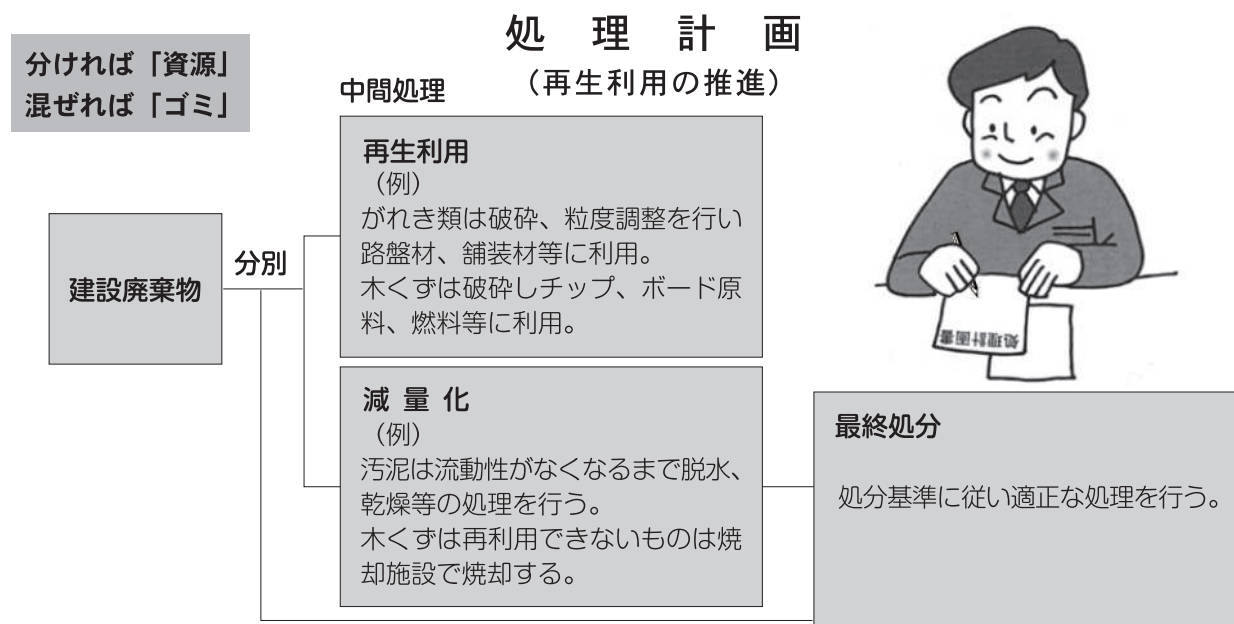 処理計画
(再生利用の推進)
分ければ「資源」
混ぜれば「ゴミ」
中間処理
再生利用
(例)
がれき類は破砕、粒度調整を行い
路盤材、舗装材等に利用。
木くずは破砕しチップ、ボード原
料、燃料等に利用。
建設廃棄物
分別
減量化
(例)
汚泥は流動性がなくなるまで脱水、
乾燥等の処理を行う。
木くずは再利用できないものは焼
却施設で焼却する。
最終処分
処分基準に従い適正な処理を行う。
処理計画書